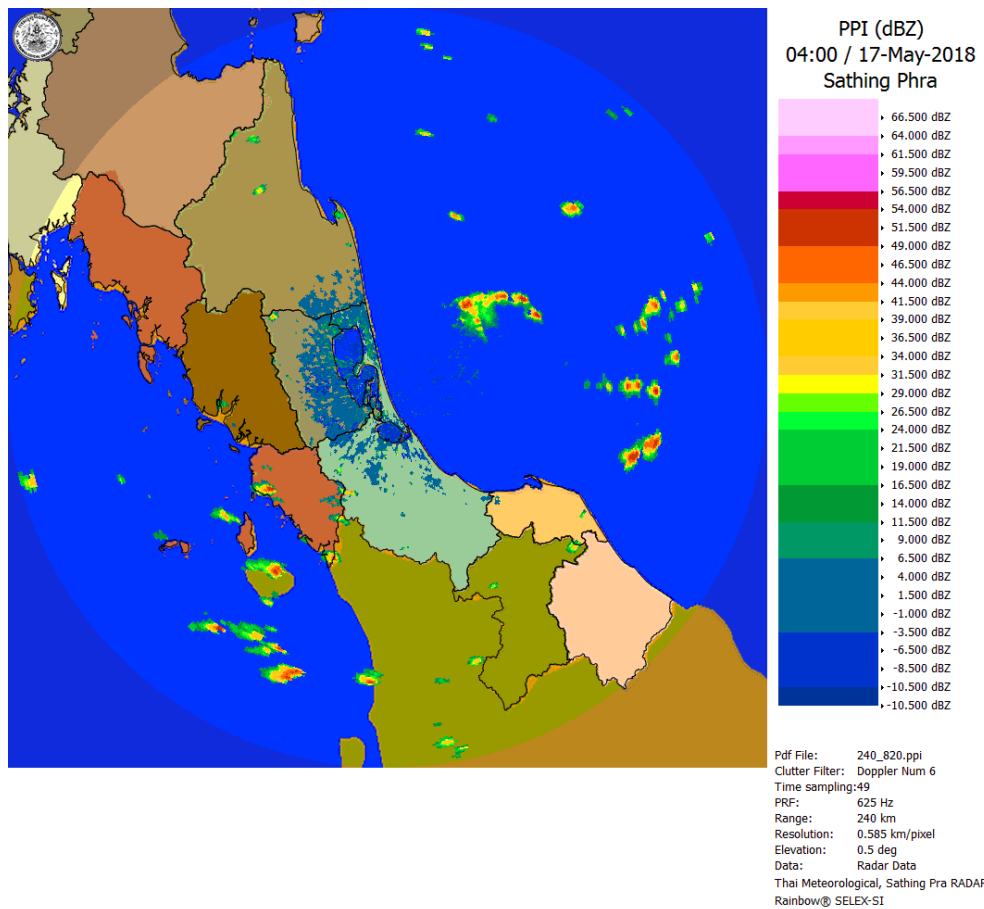 PPI (dBZ)
04:00 / 17-May-2018
Sathing Phra
66.500 dBZ
64.000 dBZ
61.500 dBZ
59.500 dBZ
56.500 dBZ
54.000 dBZ
51.500 dBZ
49.000 dBZ
46.500 dBZ
44.000 dBZ
41.500 dBZ
39.000 dBZ
36.500 dBZ
34.000 dBZ
31.500 dBZ
29.000 dBZ
26.500 dBZ
24.000 dBZ
21.500 dBZ
19.000 dBZ
16.500 dBZ
14.000 dBZ
11.500 dBZ
9.000 dBZ
6.500 dBZ
4.000 dBZ
1.500 dBZ
-1.000 dBZ
-3.500 dBZ
-6.500 dBZ
-8.500 dBZ
-10.500 dBZ
-10.500 dBZ
Pdf File: 240_820.ppi
Clutter Filter: Doppler Num 6
Time sampling:49
PRF: 625 Hz
Range: 240 km
Resolution: 0.585 km/pixel
Elevation: 0.5 deg
Data: Radar Data
Thai Meteorological, Sathing Pra RADAR
Rainbow® SELEX-SI